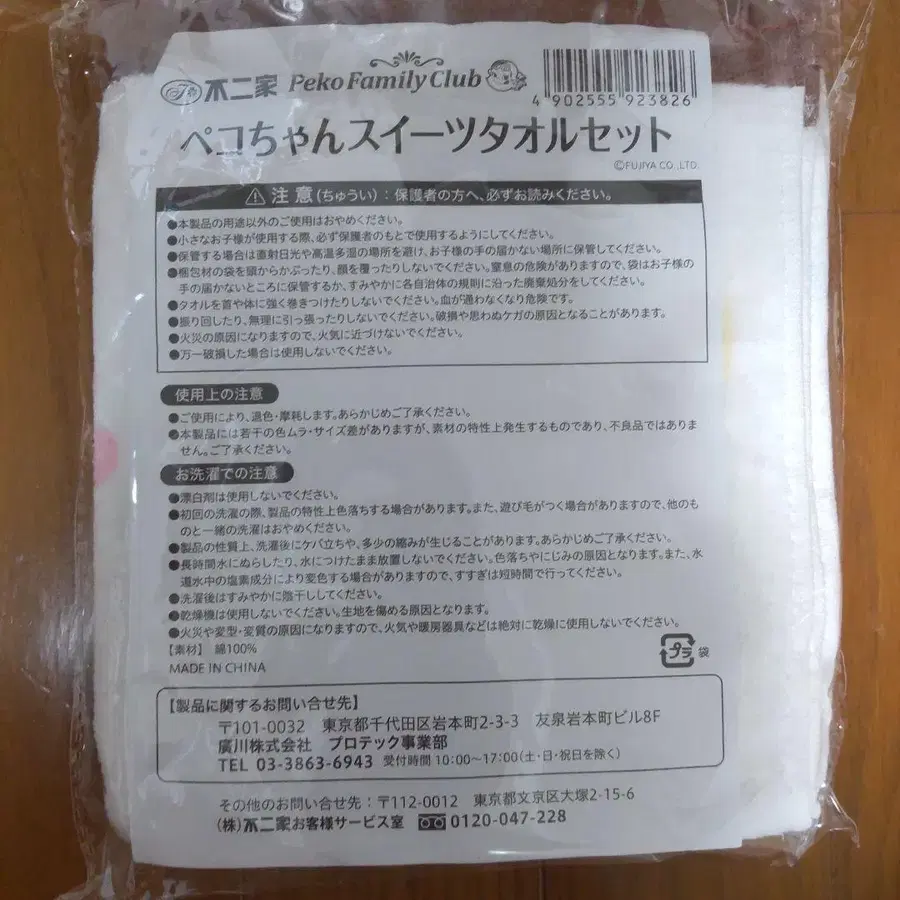 不二家 Peko Family Club
4 902555 923826
ペコちゃんスイーツタオルセット
©FUJIYA CO.,LTD.
注意(ちゅうい):保護者の方へ、必ずお読みください。
●本製品の用途以外のご使用はおやめください。
●小さなお子様が使用する際、必ず保護者のもとで使用するようにしてください。
●保管する場合は直射日光や高温多湿の場所を避け、お子様の手の届かない場所に保管してください。
●梱包材の袋を頭からかぶったり、顔を覆ったりしないでください。窒息の危険がありますので、袋はお子様の
手の届かないところに保管するか、すみやかに各自治体の規則に沿った廃棄処分をしてください。
●タオルを首や体に強く巻きつけたりしないでください。血が通わなくなり危険です。
●振り回したり、無理に引っ張ったりしないでください。破損や思わぬケガの原因となることがあります。
●火災の原因になりますので、火気に近づけないでください。
●万一破損した場合は使用しないでください。
使用上の注意
●ご使用により、退色・摩耗します。あらかじめご了承ください。
●本製品には若干の色ムラ・サイズ差がありますが、素材の特性上発生するものであり、不良品ではありま
せん。ご了承ください。
お洗濯での注意
●漂白剤は使用しないでください。
●初回の洗濯の際、製品の特性上色落ちする場合があります。また、遊び毛がつく場合がありますので、他のも
のと一緒の洗濯はおやめください。
●製品の性質上、洗濯後にケバ立ちや、多少の縮みが生じることがあります。あらかじめご了承ください。
●長時間水にぬらしたり、水につけたまま放置しないでください。色落ちやにじみの原因となります。また、水
道水中の塩素成分により変色する場合がありますので、すすぎは短時間で行ってください。
●洗濯後はすみやかに陰干ししてください。
●乾燥機は使用しないでください。生地を傷める原因となります。
●火災や変型・変質の原因になりますので、火気や暖房器具などは絶対に乾燥に使用しないでください。
【素材】 綿100%
MADE IN CHINA
プラ 袋
【製品に関するお問い合せ先】
〒101-0032 東京都千代田区岩本町2-3-3 友泉岩本町ビル8F
廣川株式会社 プロテック事業部
TEL 03-3863-6943 受付時間 10:00〜17:00(土・日・祝日を除く)
その他のお問い合せ先:〒112-0012 東京都文京区大塚2-15-6
(株)不二家お客様サービス室 0120-047-228